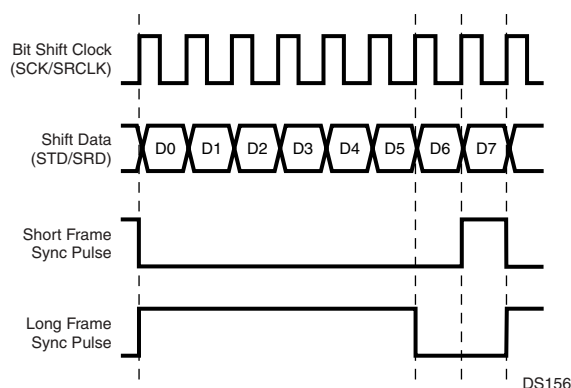 Bit Shift Clock
(SCK/SRCLK)
Shift Data
(STD/SRD)
D0 D1 D2 D3 D4 D5 D6 D7
Short Frame
Sync Pulse
Long Frame
Sync Pulse
DS156